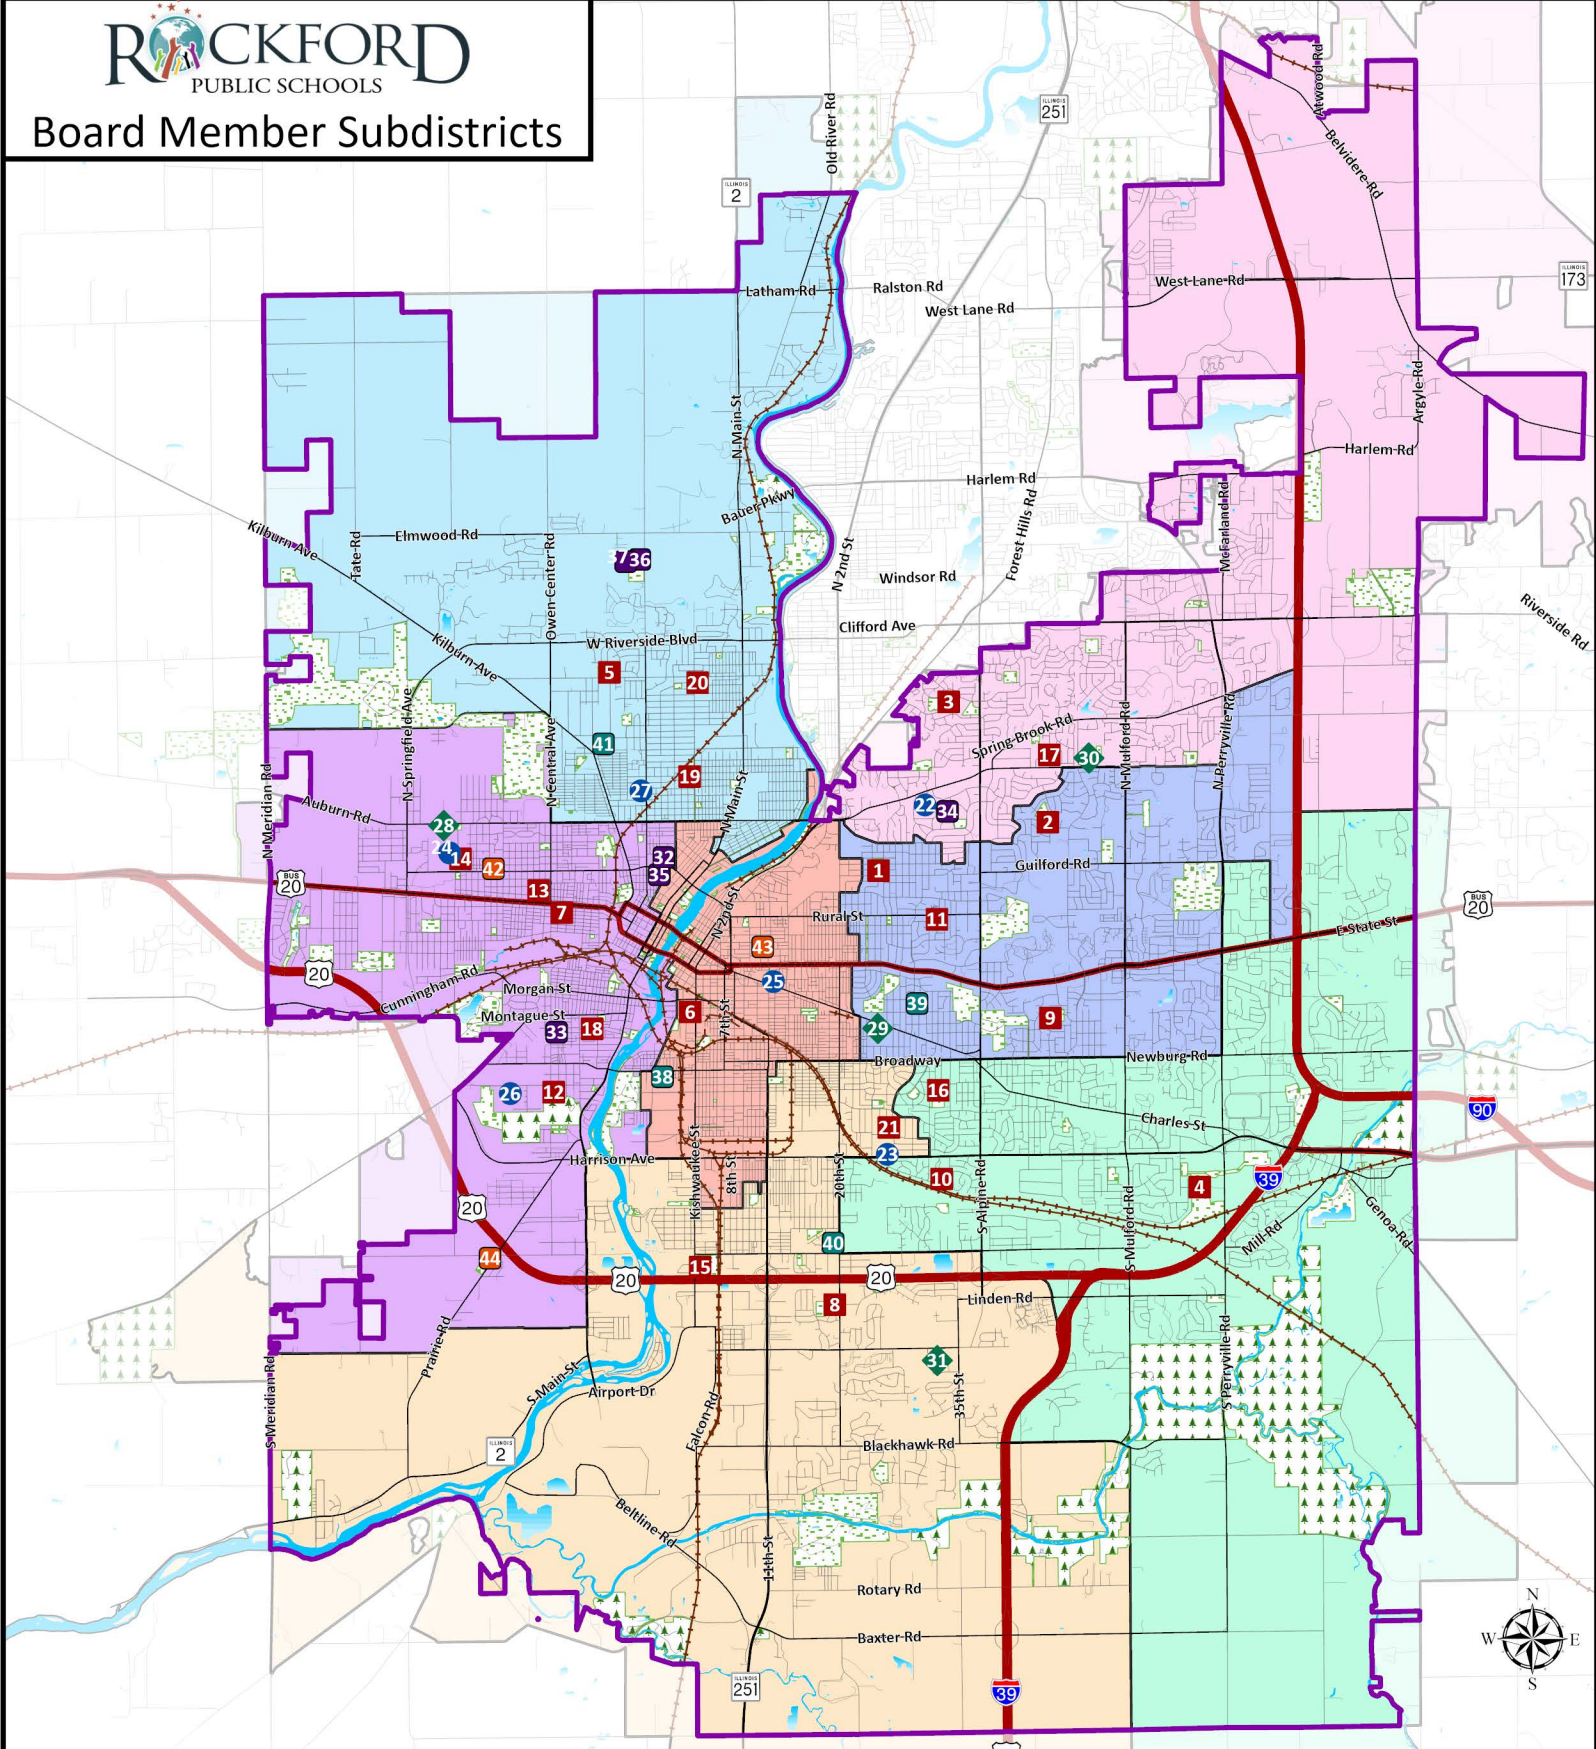 ROCKFORD
PUBLIC SCHOOLS
Board Member Subdistricts
Old River Rd
ILLINOIS
251
Atwood Rd
Belvidere Rd
ILLINOIS
2
Latham Rd
Ralston Rd
West Lane Rd
West Lane Rd
ILLINOIS
173
N Main St
Argyle Rd
Harlem Rd
Harlem Rd
Bauer Pkwy
Kilburn Ave
Tate Rd
Elmwood Rd
Owen Center Rd
37
36
N 2nd St
Windsor Rd
Forest Hills Rd
McFarland Rd
Clifford Ave
Riverside Rd
W Riverside Blvd
Kilburn Ave
5
20
3
N Springfield Ave
N Central Ave
41
Spring Brook Rd
17
30
N Mulford Rd
N Perryville Rd
19
27
N Main St
22
34
2
N Meridian Rd
Auburn Rd
28
24
14
42
32
35
1
Guilford Rd
BUS
20
13
7
N 2nd St
Rural St
11
BUS
20
E State St
43
20
25
Cunningham Rd
Morgan St
Montague St
33
18
6
7th St
39
29
9
Broadway
Newburg Rd
26
12
38
16
90
21
Charles St
23
Harrison Ave
Kishwaukee St
8th St
20th St
10
S Alpine Rd
S Mulford Rd
4
39
Genoa Rd
Mill Rd
20
44
40
15
20
20
8
Linden Rd
Prairie Rd
S Meridian Rd
S Main St
Airport Dr
31
35th St
S Perryville Rd
Falcon Rd
ILLINOIS
2
Blackhawk Rd
Beltline Rd
11th St
Rotary Rd
Baxter Rd
N
W
E
S
ILLINOIS
251
39